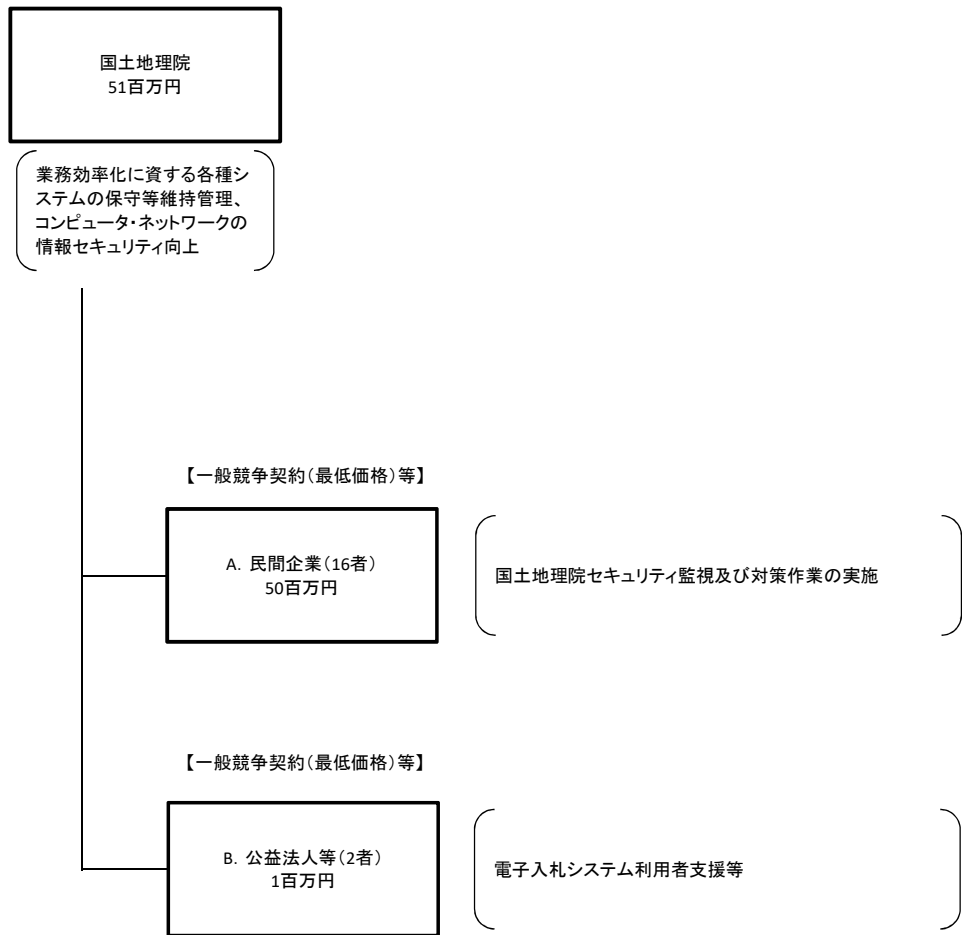 国土地理院
51百万円
業務効率化に資する各種シ
ステムの保守等維持管理、
コンピュータ・ネットワークの
情報セキュリティ向上
【一般競争契約(最低価格)等】
A. 民間企業(16者)
50百万円
国土地理院セキュリティ監視及び対策作業の実施
【一般競争契約(最低価格)等】
B. 公益法人等(2者)
1百万円
電子入札システム利用者支援等